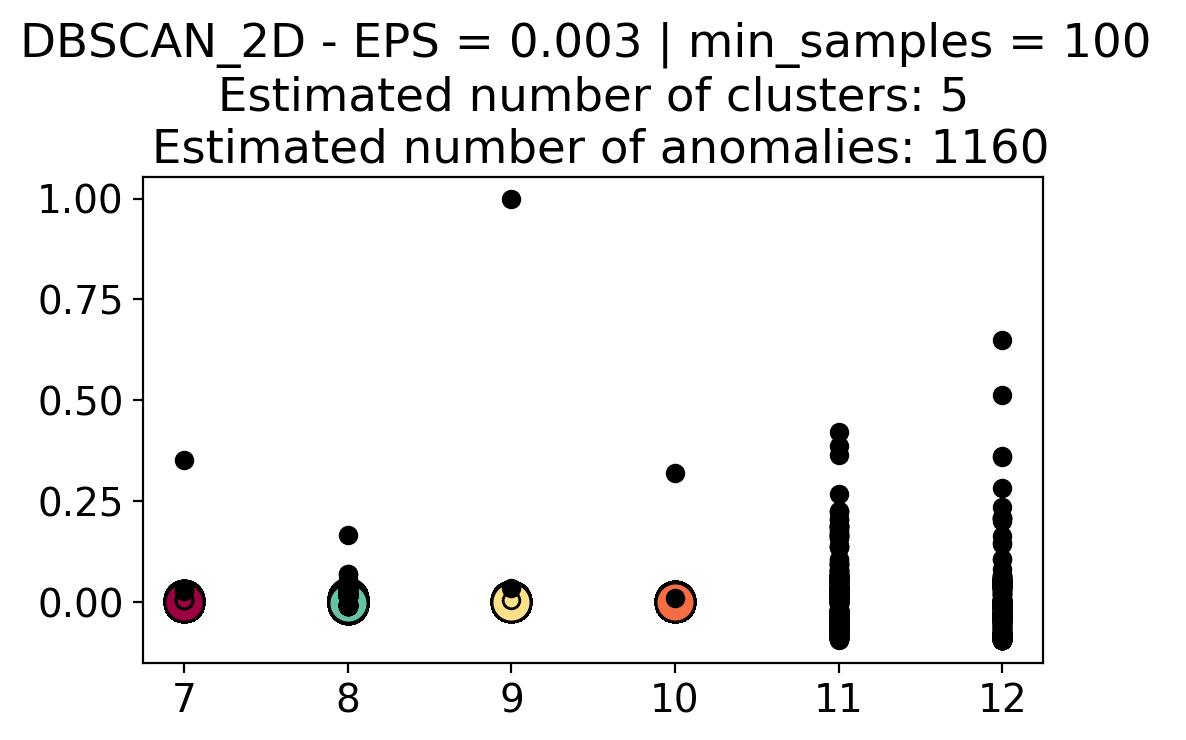 DBSCAN_2D - EPS = 0.003 | min_samples = 100
Estimated number of clusters: 5
Estimated number of anomalies: 1160
1.00
0.75
0.50
0.25
0.00
7 8 9 10 11 12